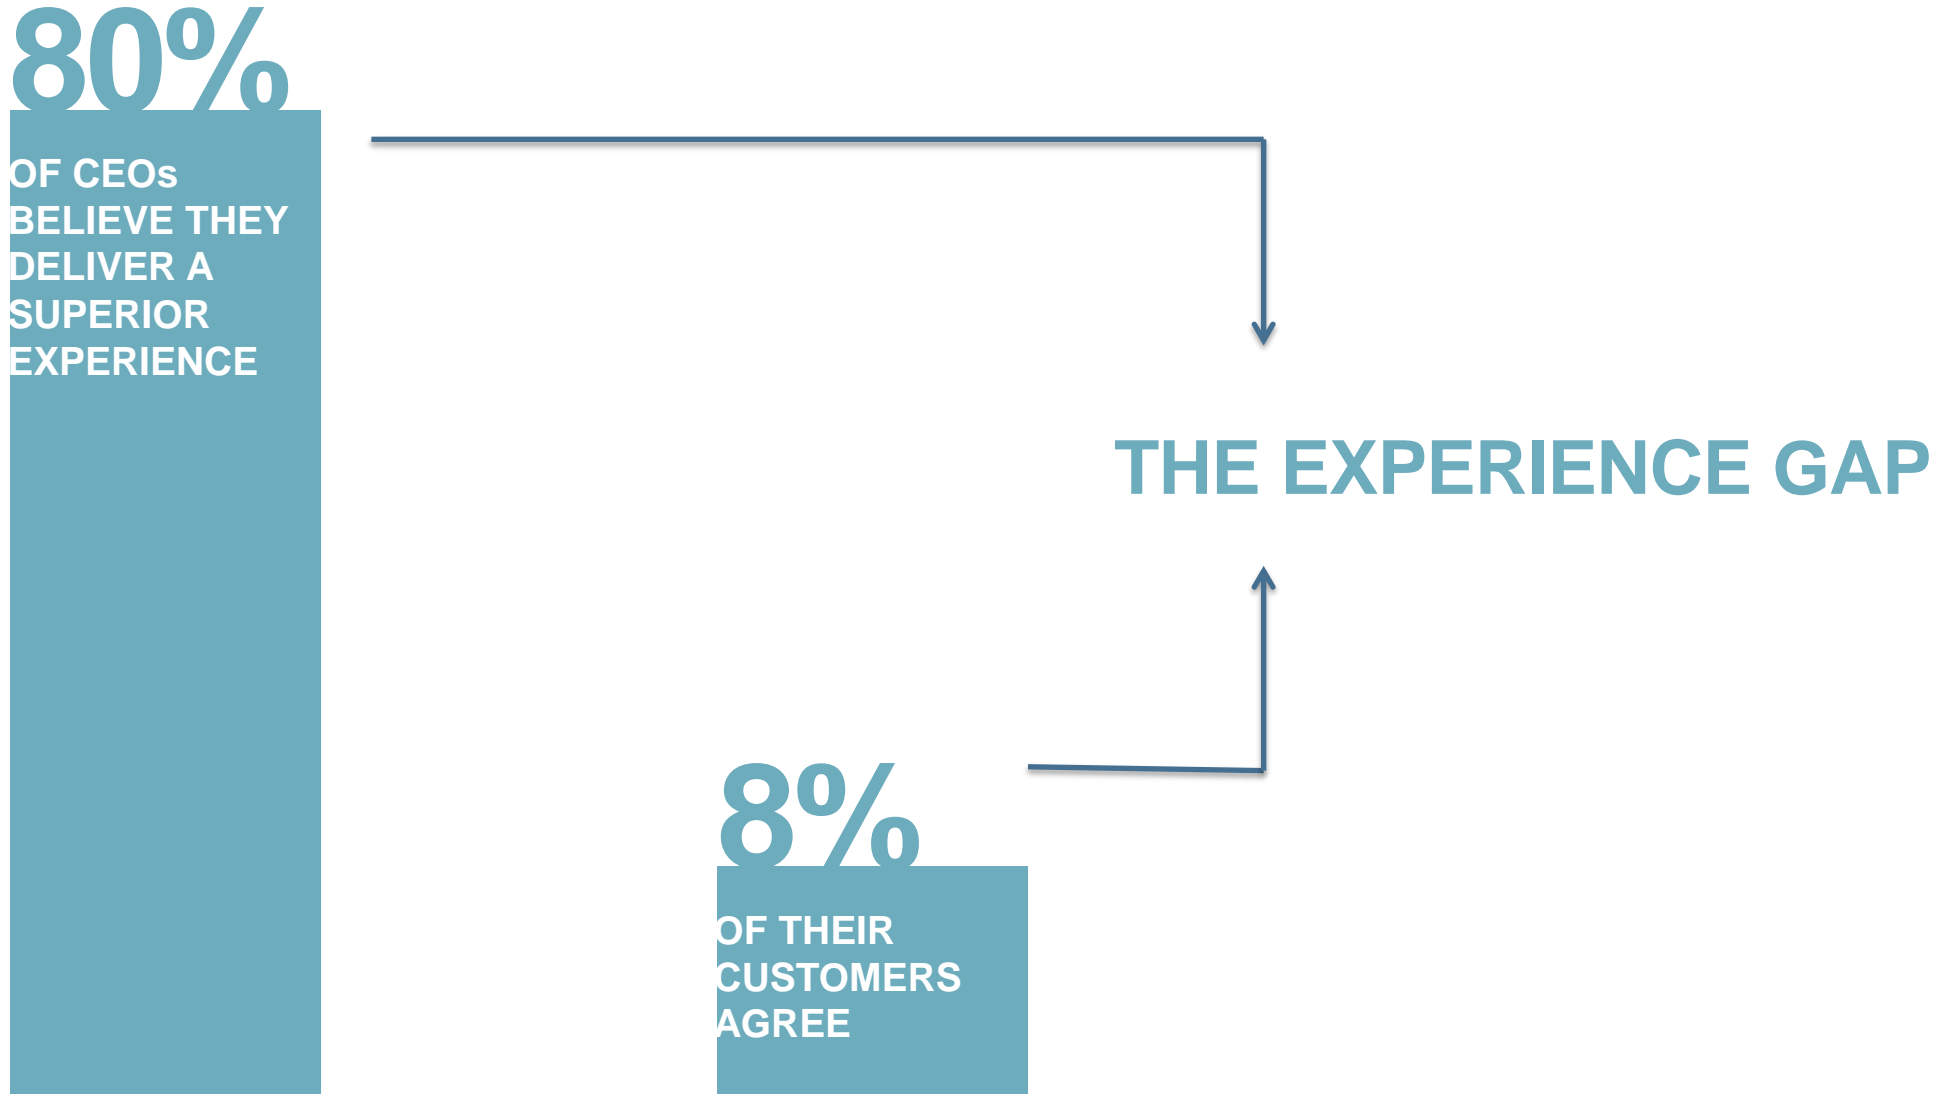 80%
OF CEOs
BELIEVE THEY
DELIVER A
SUPERIOR
EXPERIENCE
THE EXPERIENCE GAP
8%
OF THEIR
CUSTOMERS
AGREE